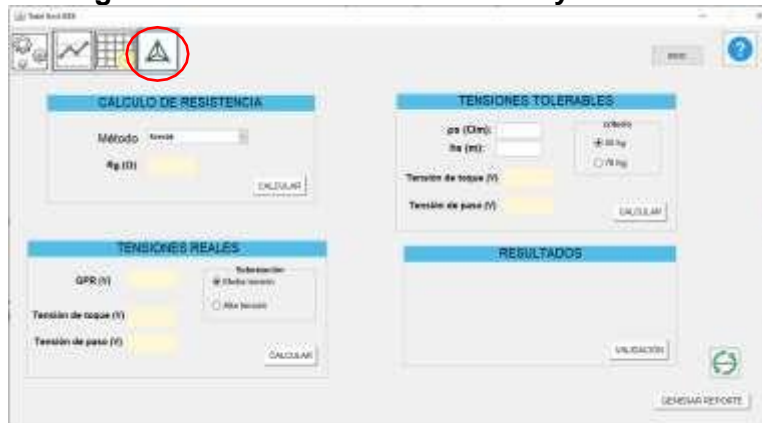 CALCULO DE RESISTENCIA
Método
Rg (Ω)
CALCULAR
TENSIONES TOLERABLES
ps (Ωm):
hs (m):
criterio
50 kg
70 kg
Tensión de toque (V)
Tensión de paso (V)
CALCULAR
TENSIONES REALES
GPR (V)
Subestación
Media tensión
Alta tensión
Tensión de toque (V)
Tensión de paso (V)
CALCULAR
RESULTADOS
VALIDACIÓN
GENERAR REPORTE
?